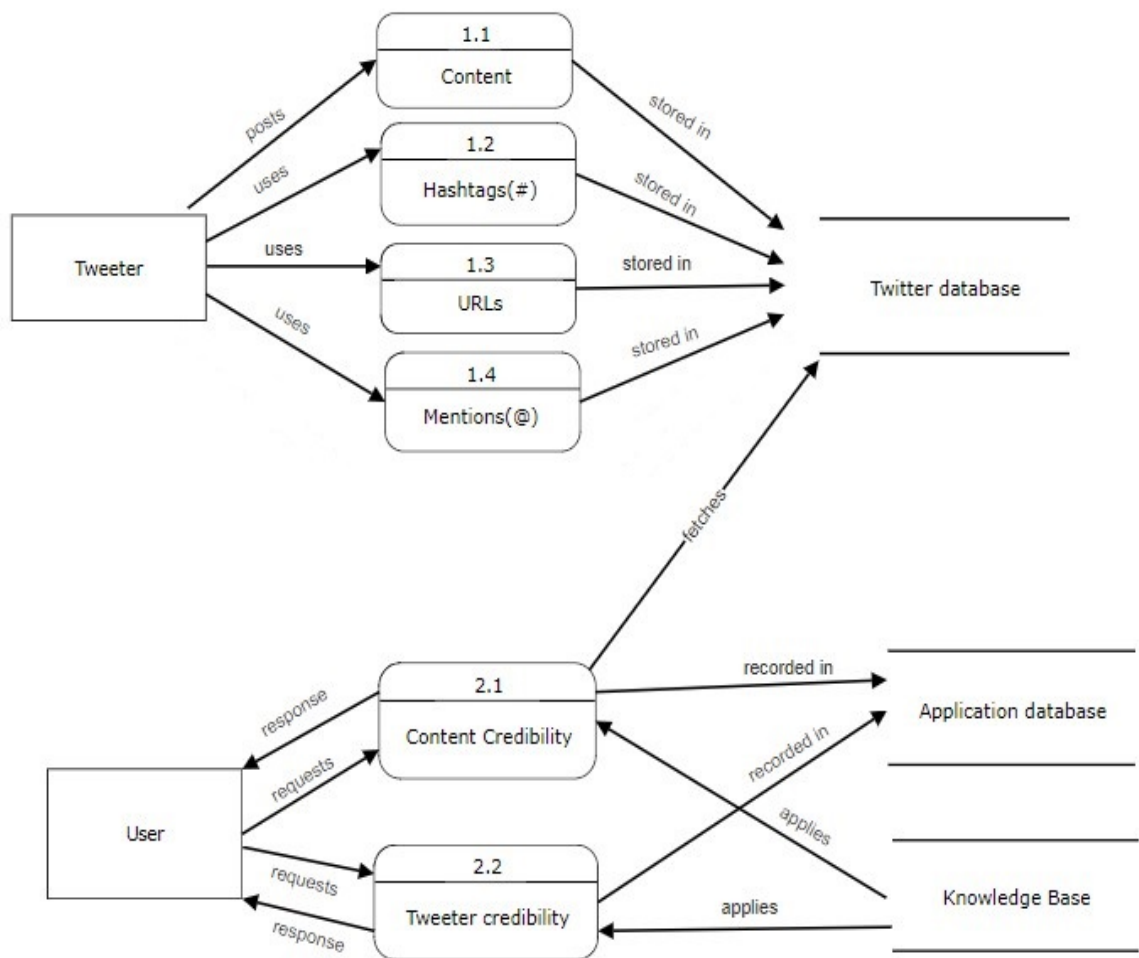 1.1
Content
posts
stored in
1.2
Hashtags(#)
uses
stored in
Tweeter
uses
1.3
URLs
stored in
Twitter database
uses
1.4
Mentions(@)
stored in
fetches
2.1
Content Credibility
response
requests
recorded in
Application database
recorded in
User
applies
requests
response
2.2
Tweeter credibility
applies
Knowledge Base